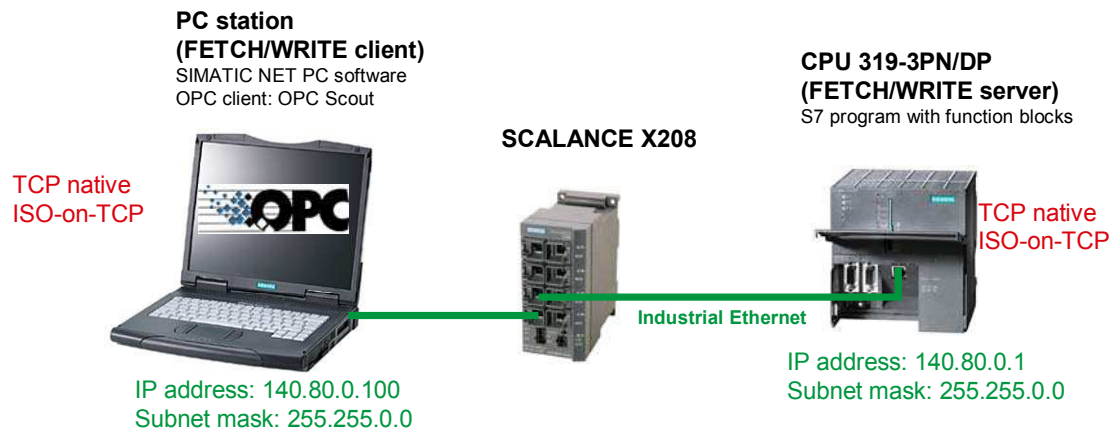 PC station
(FETCH/WRITE client)
SIMATIC NET PC software
OPC client: OPC Scout
CPU 319-3PN/DP
(FETCH/WRITE server)
S7 program with function blocks
SCALANCE X208
TCP native
ISO-on-TCP
OPC
TCP native
ISO-on-TCP
Industrial Ethernet
IP address: 140.80.0.100
Subnet mask: 255.255.0.0
IP address: 140.80.0.1
Subnet mask: 255.255.0.0